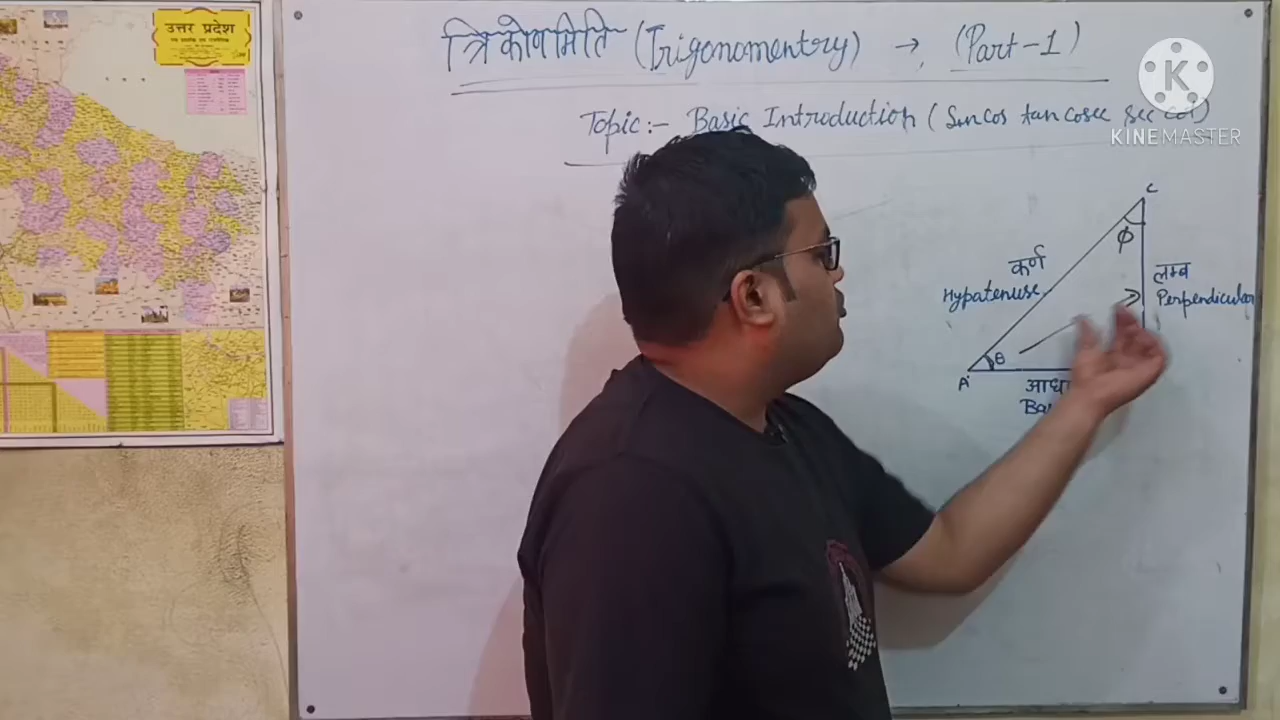 उत्तर प्रदेश
त्रिकोणमिति (Trigonomentry) → (Part-1)
K
KINEMASTER
Topic:- Basic Introduction (Sin cos tan cosec sec cot)
C
ϕ
कर्ण
Hypatenuse
लम्ब
Perpendicular
θ
A
आधा
Ba